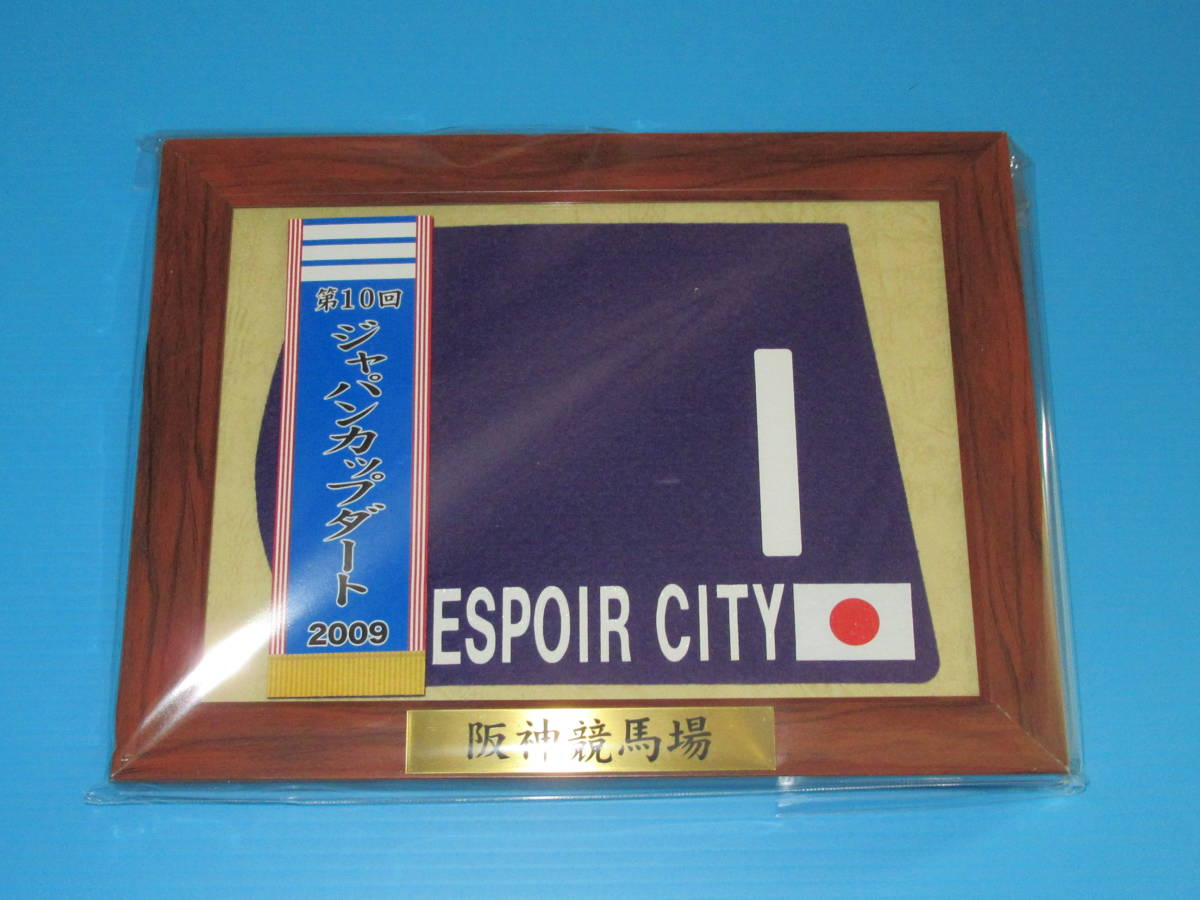 第10回
ジャパンカップダート
2009
1
ESPOIR CITY
阪神競馬場